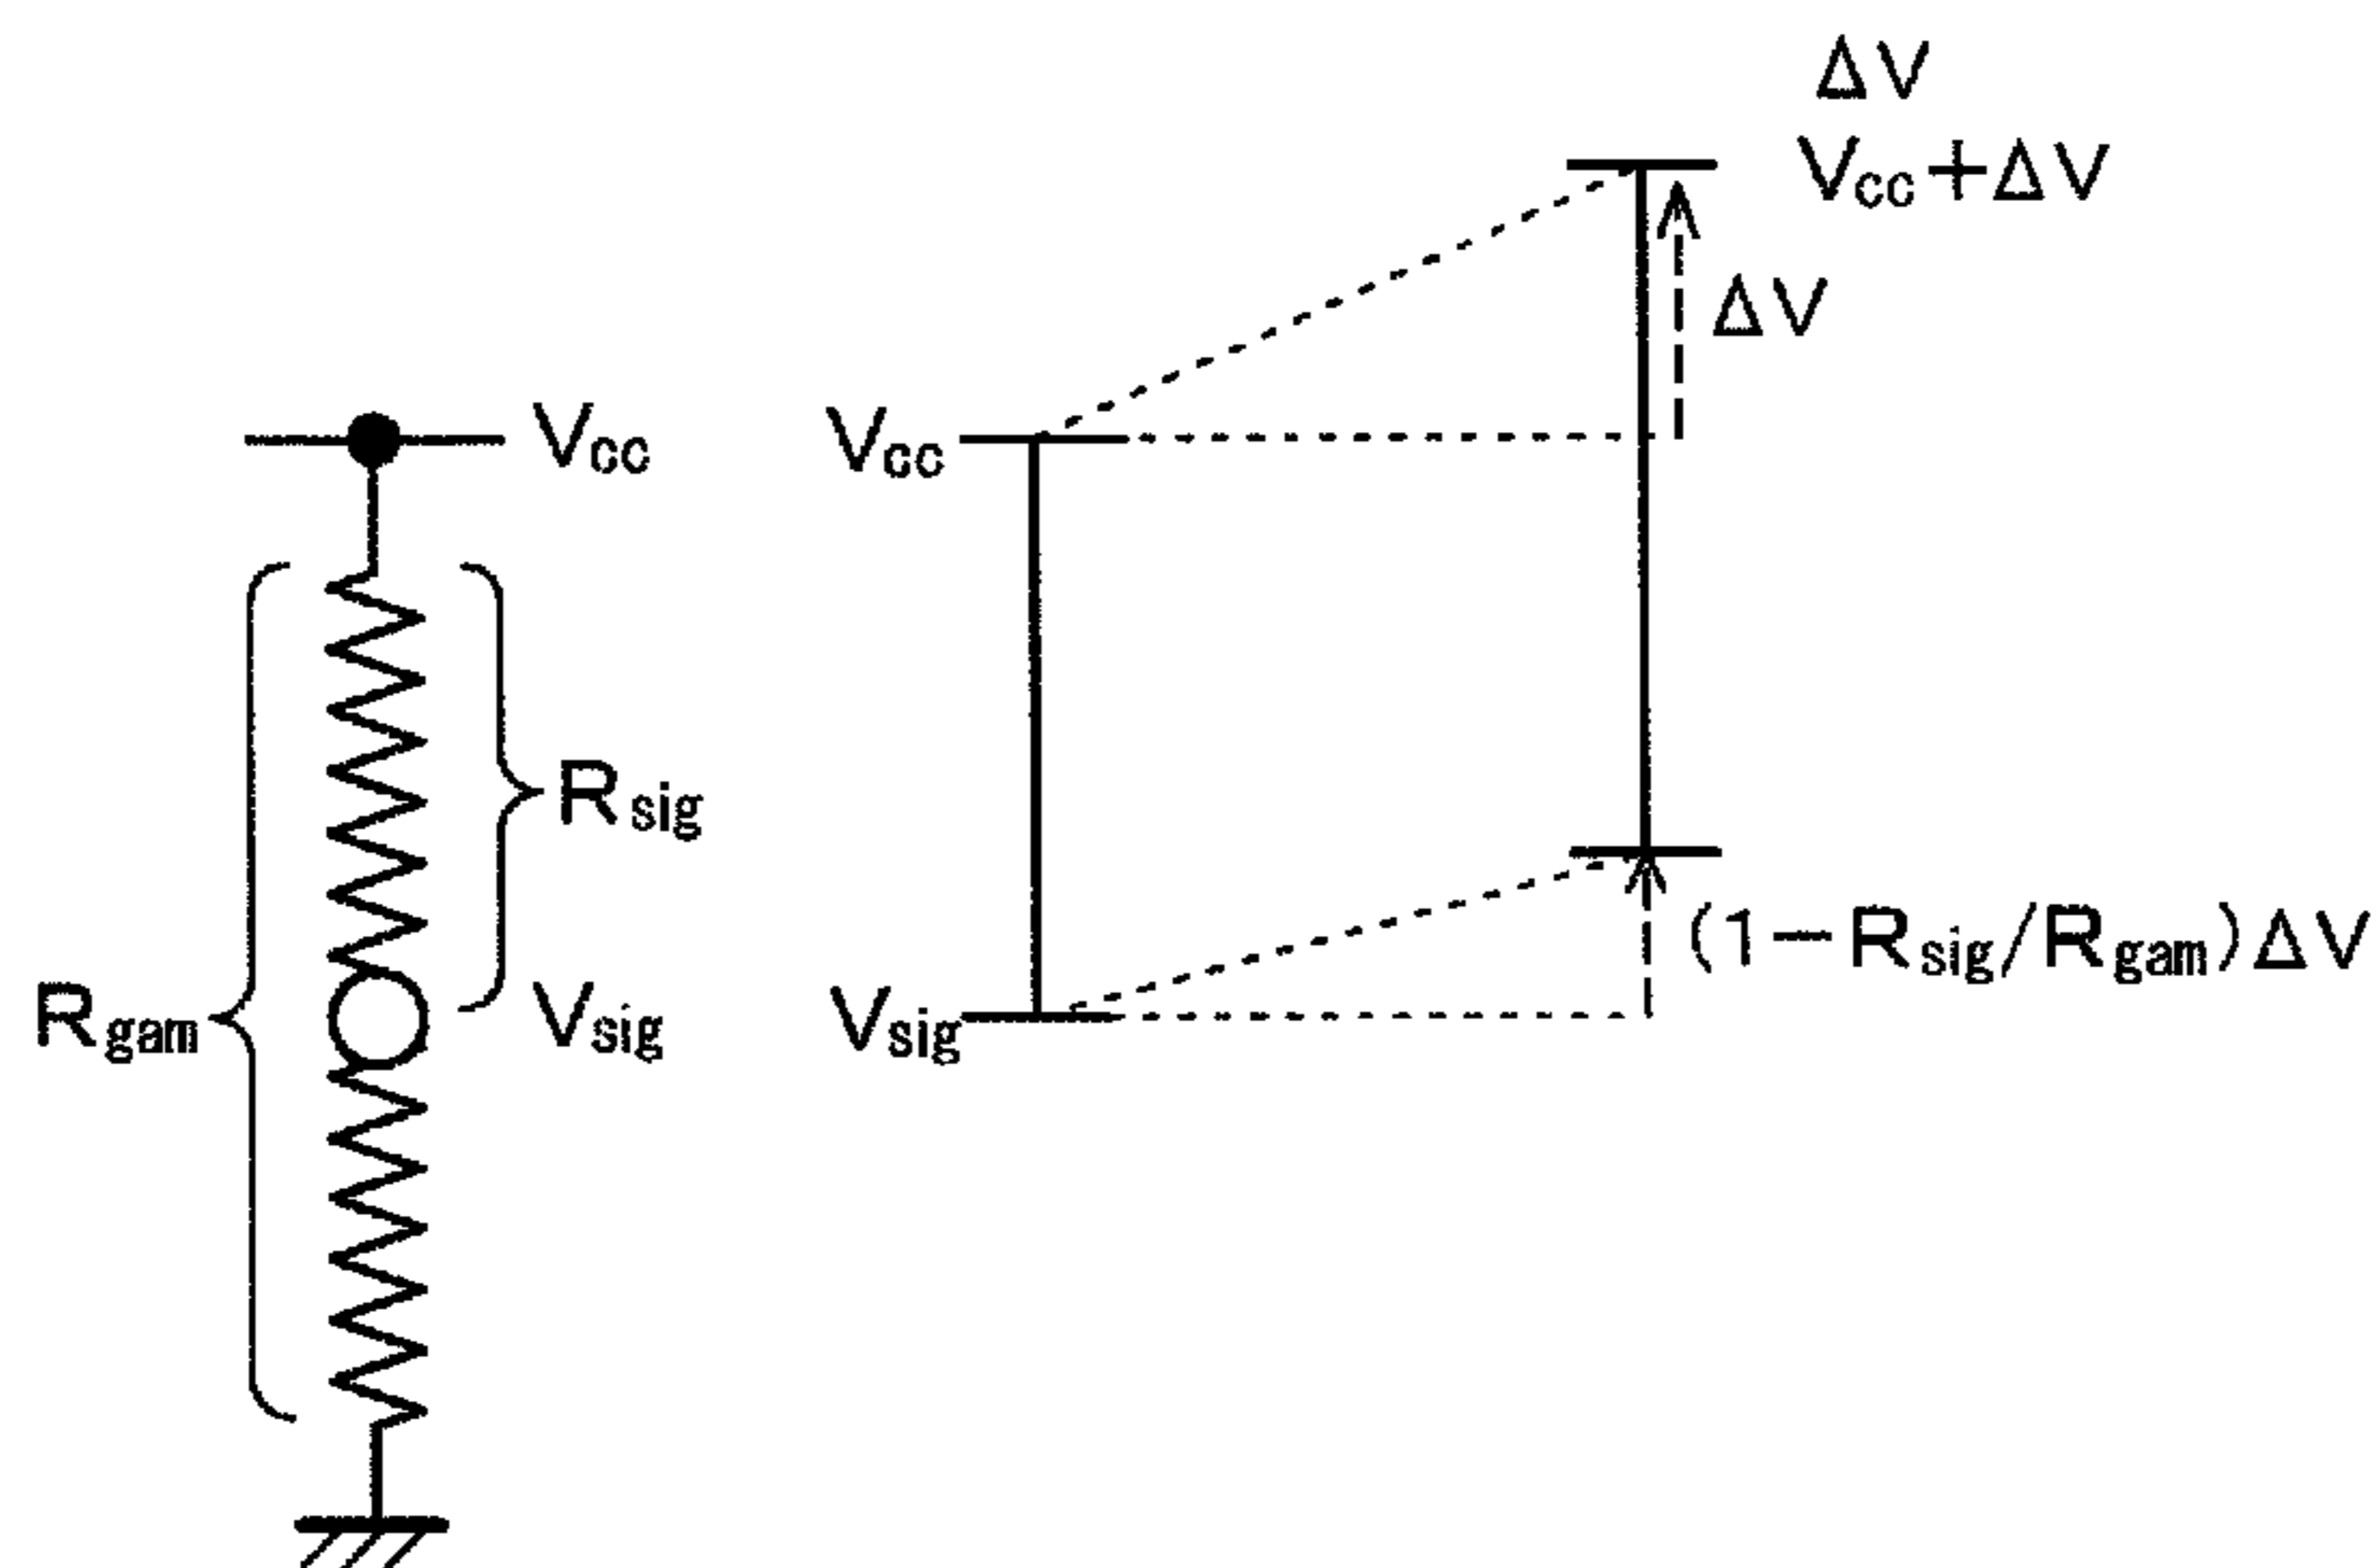 ΔV
Vcc+ΔV
ΔV
Vcc
Vcc
Rsig
(1-Rsig/Rgam)ΔV
Rgam
Vsig
Vsig